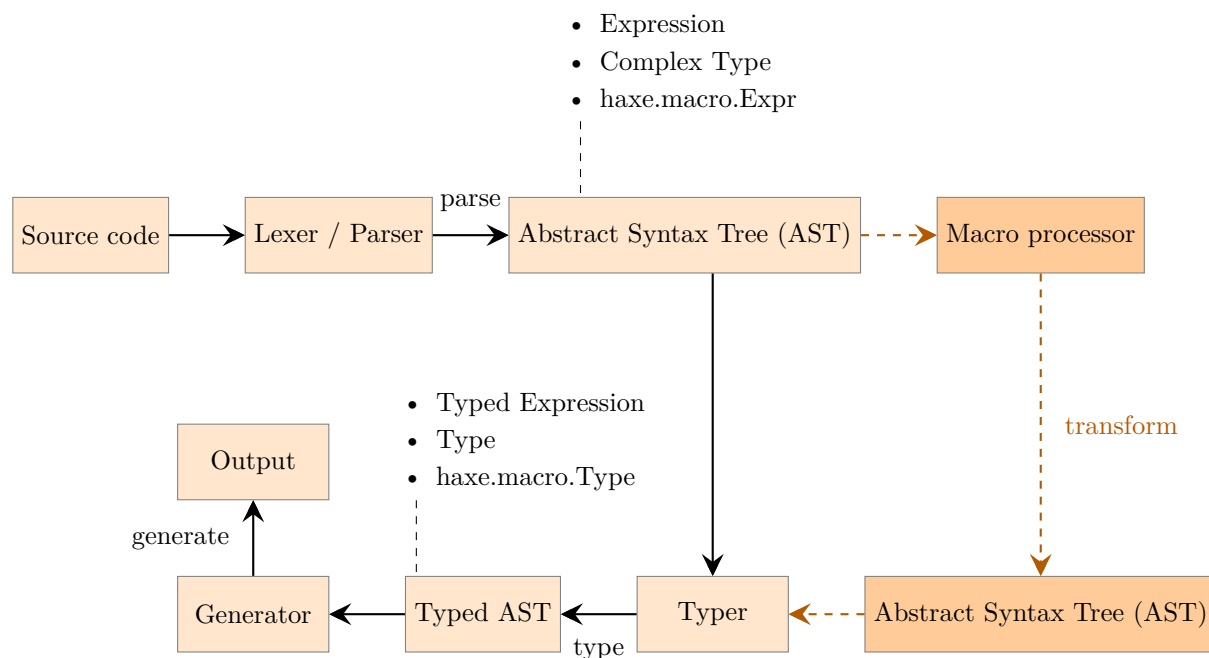 • Expression
• Complex Type
• haxe.macro.Expr
parse
Source code
Lexer / Parser
Abstract Syntax Tree (AST)
Macro processor
• Typed Expression
• Type
• haxe.macro.Type
transform
Output
generate
Generator
Typed AST
type
Typer
Abstract Syntax Tree (AST)